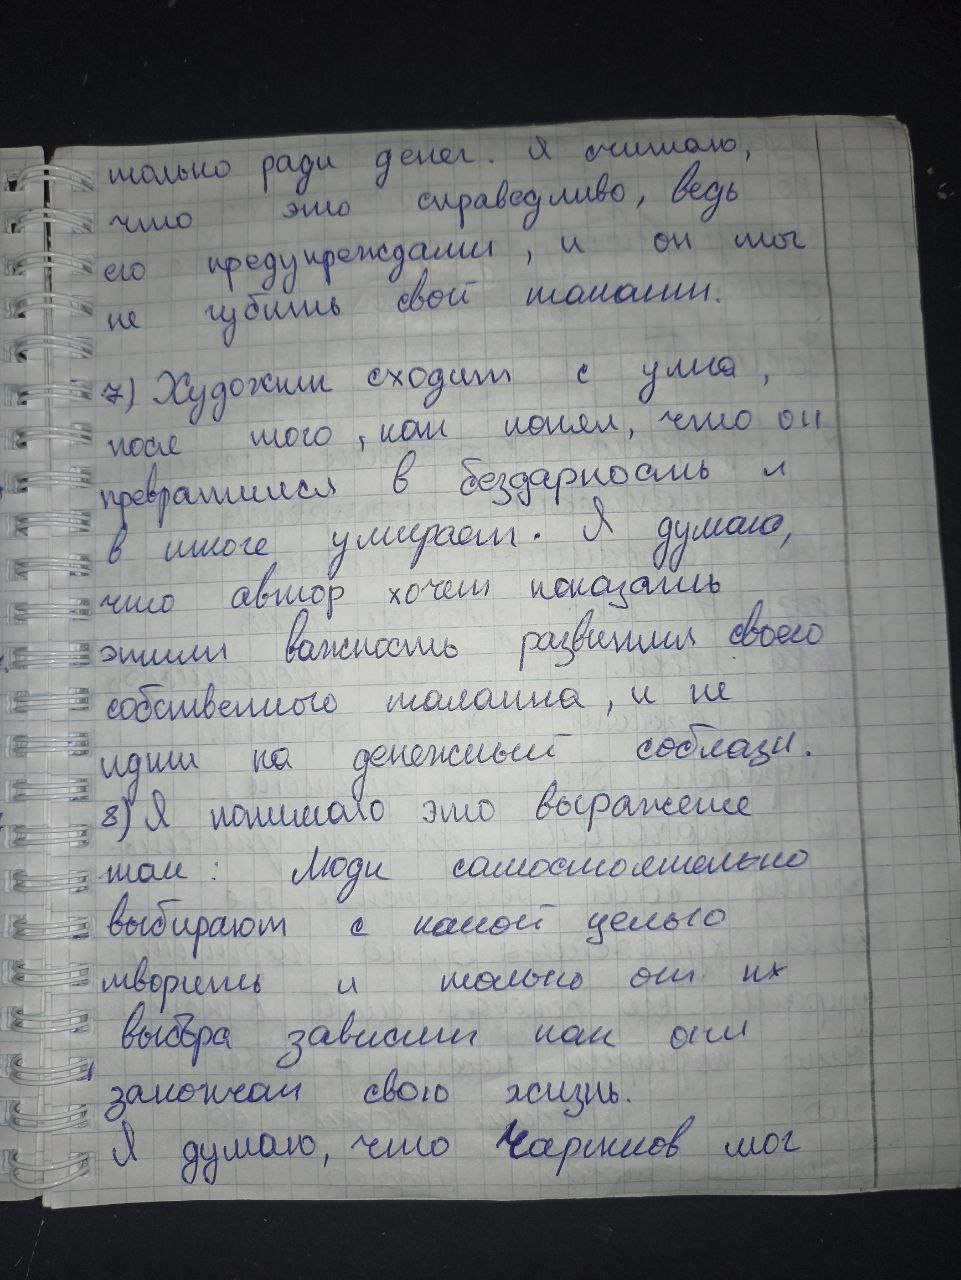 только ради денег. Я считаю,
что это справедливо, ведь
его предупреждали, и он мог
не губить свой талант.
7) Художник сходит с ума,
после того, как понял, что он
превратился в бездарность и
в итоге умирает. Я думаю,
что автор хочет показать
этим важность развития своего
собственного таланта, и не
идти на денежный соблазн.
8) Я понимаю это выражение
так: Люди самостоятельно
выбирают с какой целью
творить и только от их
выбора зависит как они
закончат свою жизнь.
Я думаю, что Чартков мог